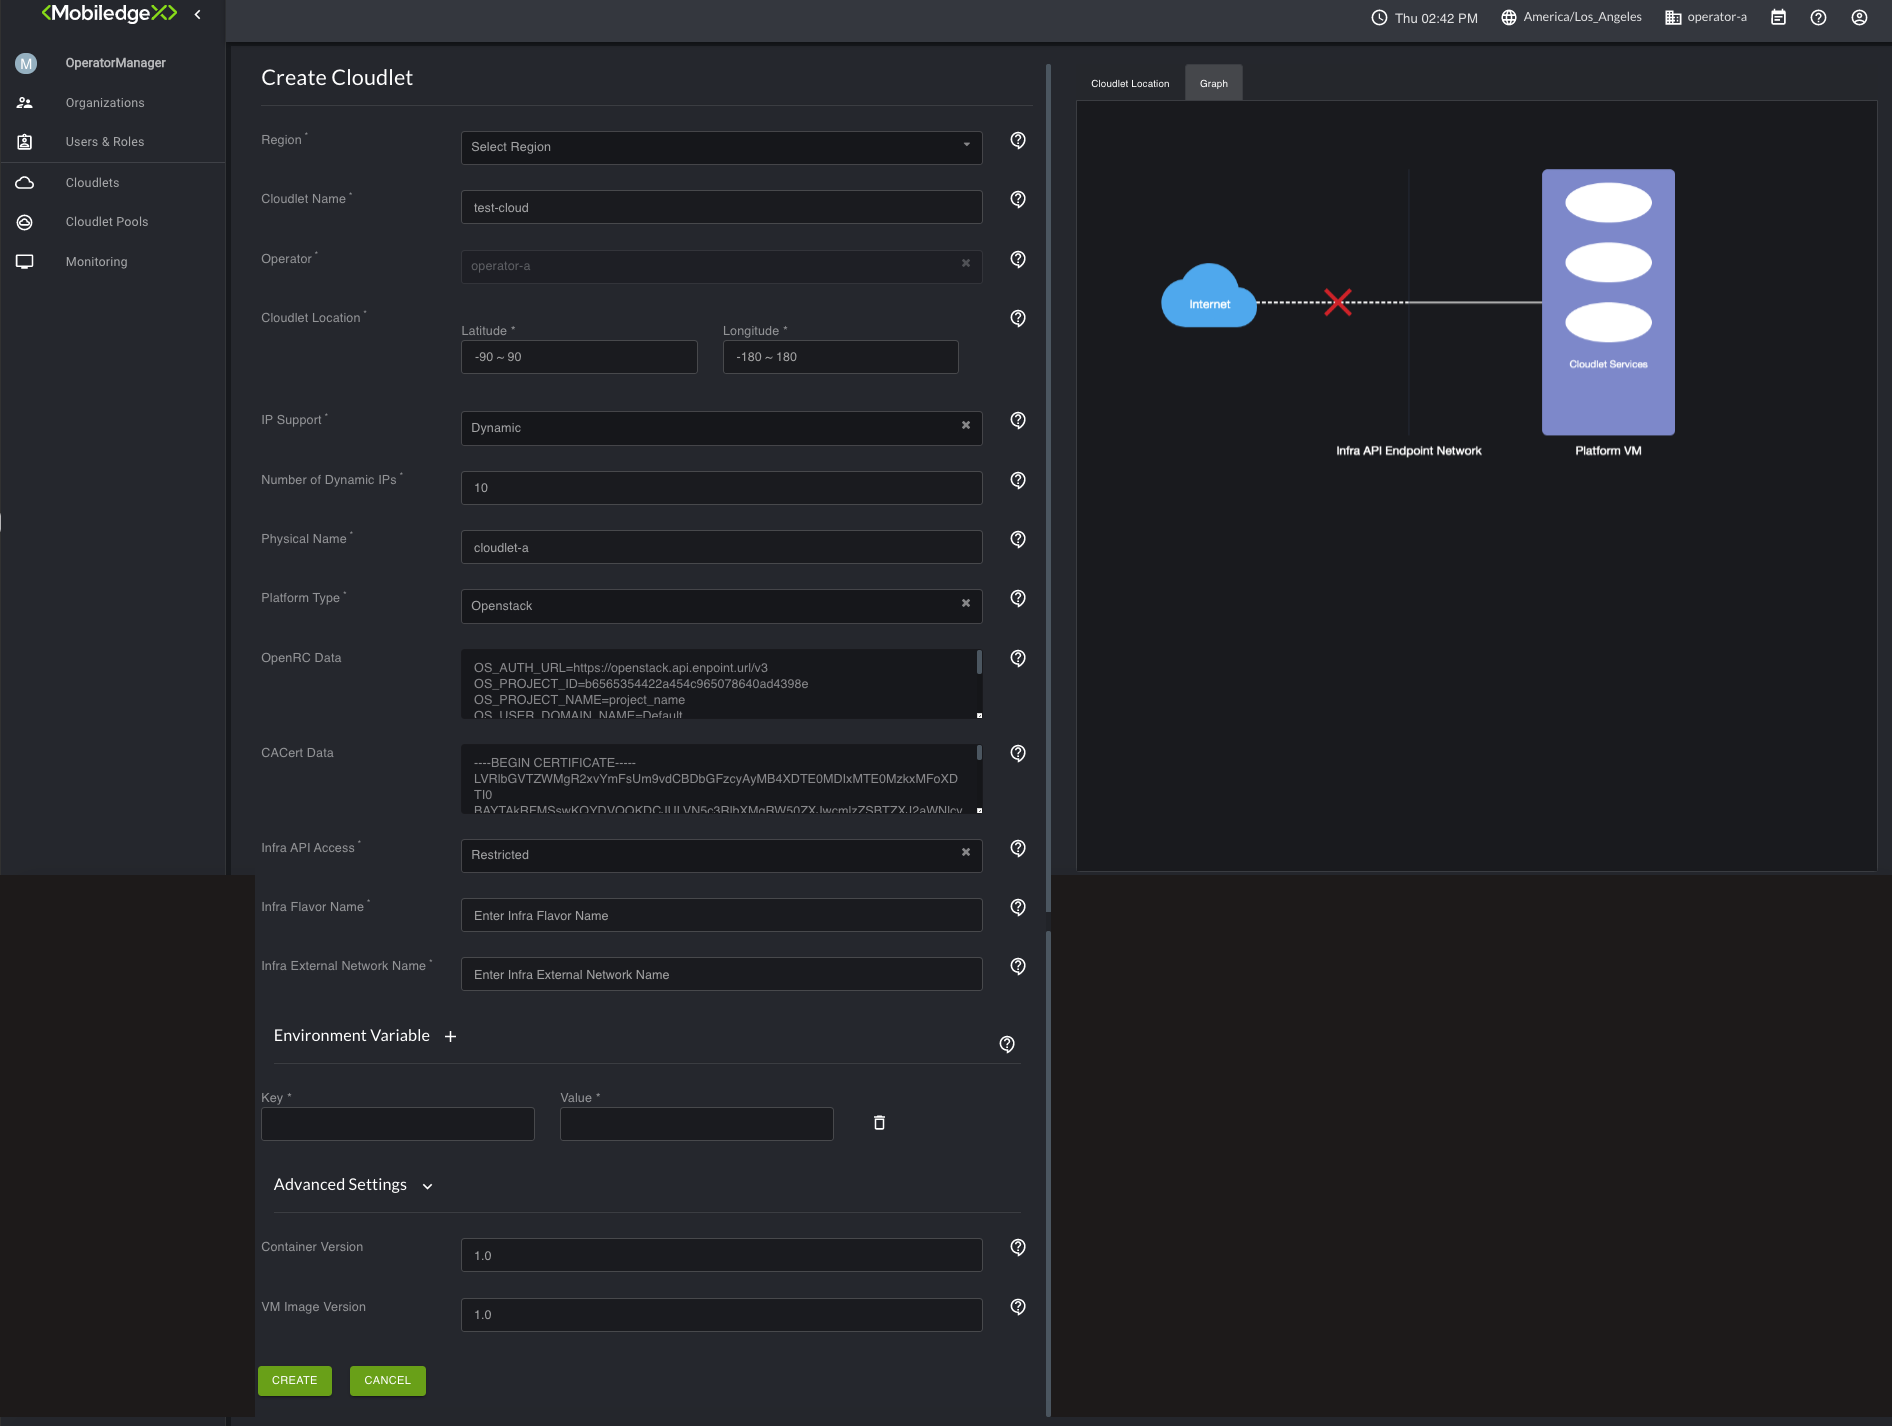 <MobiledgeX>
Thu 02:42 PM
America/Los_Angeles
operator-a
M
OperatorManager
Organizations
Users & Roles
Cloudlets
Cloudlet Pools
Monitoring
Create Cloudlet
Region *
Select Region
Cloudlet Name *
test-cloud
Operator *
operator-a
Cloudlet Location *
Latitude *
Longitude *
-90 ~ 90
-180 ~ 180
IP Support *
Dynamic
Number of Dynamic IPs *
10
Physical Name *
cloudlet-a
Platform Type *
Openstack
OpenRC Data
OS_AUTH_URL=https://openstack.api.enpoint.url/v3
OS_PROJECT_ID=b6565354422a454c965078640ad4398e
OS_PROJECT_NAME=project_name
OS_USER_DOMAIN_NAME=Default
CACert Data
----BEGIN CERTIFICATE-----
Infra API Access *
Restricted
Infra Flavor Name *
Enter Infra Flavor Name
Infra External Network Name *
Enter Infra External Network Name
Environment Variable +
Key *
Value *
Advanced Settings
Container Version
1.0
VM Image Version
1.0
CREATE
CANCEL
Cloudlet Location
Graph
Internet
Cloudlet Services
Infra API Endpoint Network
Platform VM